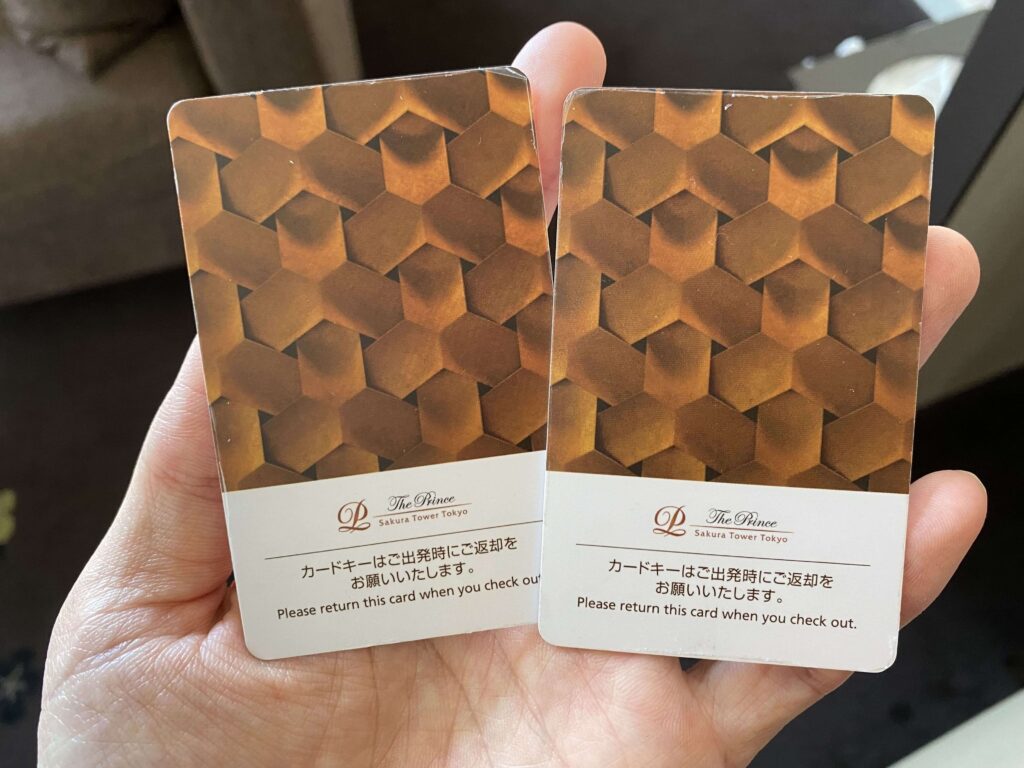 The Prince
Sakura Tower Tokyo
カードキーはご出発時にご返却を
お願いいたします。
Please return this card when you check out
The Prince
Sakura Tower Tokyo
カードキーはご出発時にご返却を
お願いいたします。
Please return this card when you check out.